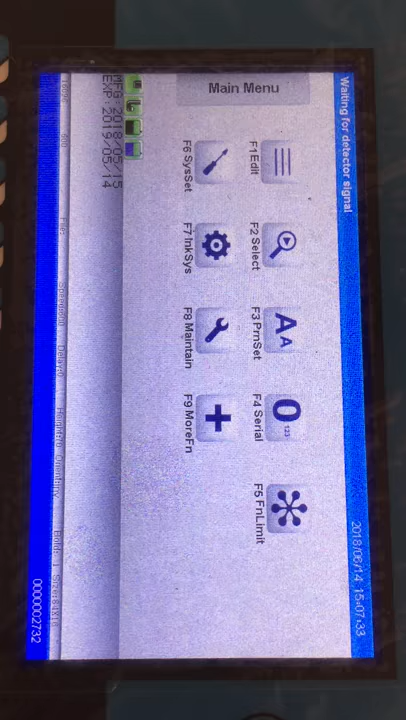 Waiting for detector signal
2018/06/14 15:07:33
Main Menu
F1Edit
F2 Select
F3 PrnSet
F4 Serial
F5 FnLimit
F6 SysSet
F7 InkSys
F8 Maintain
F9 MoreFn
MFG:2018/05/15
EXP:2019/05/14
0000002732